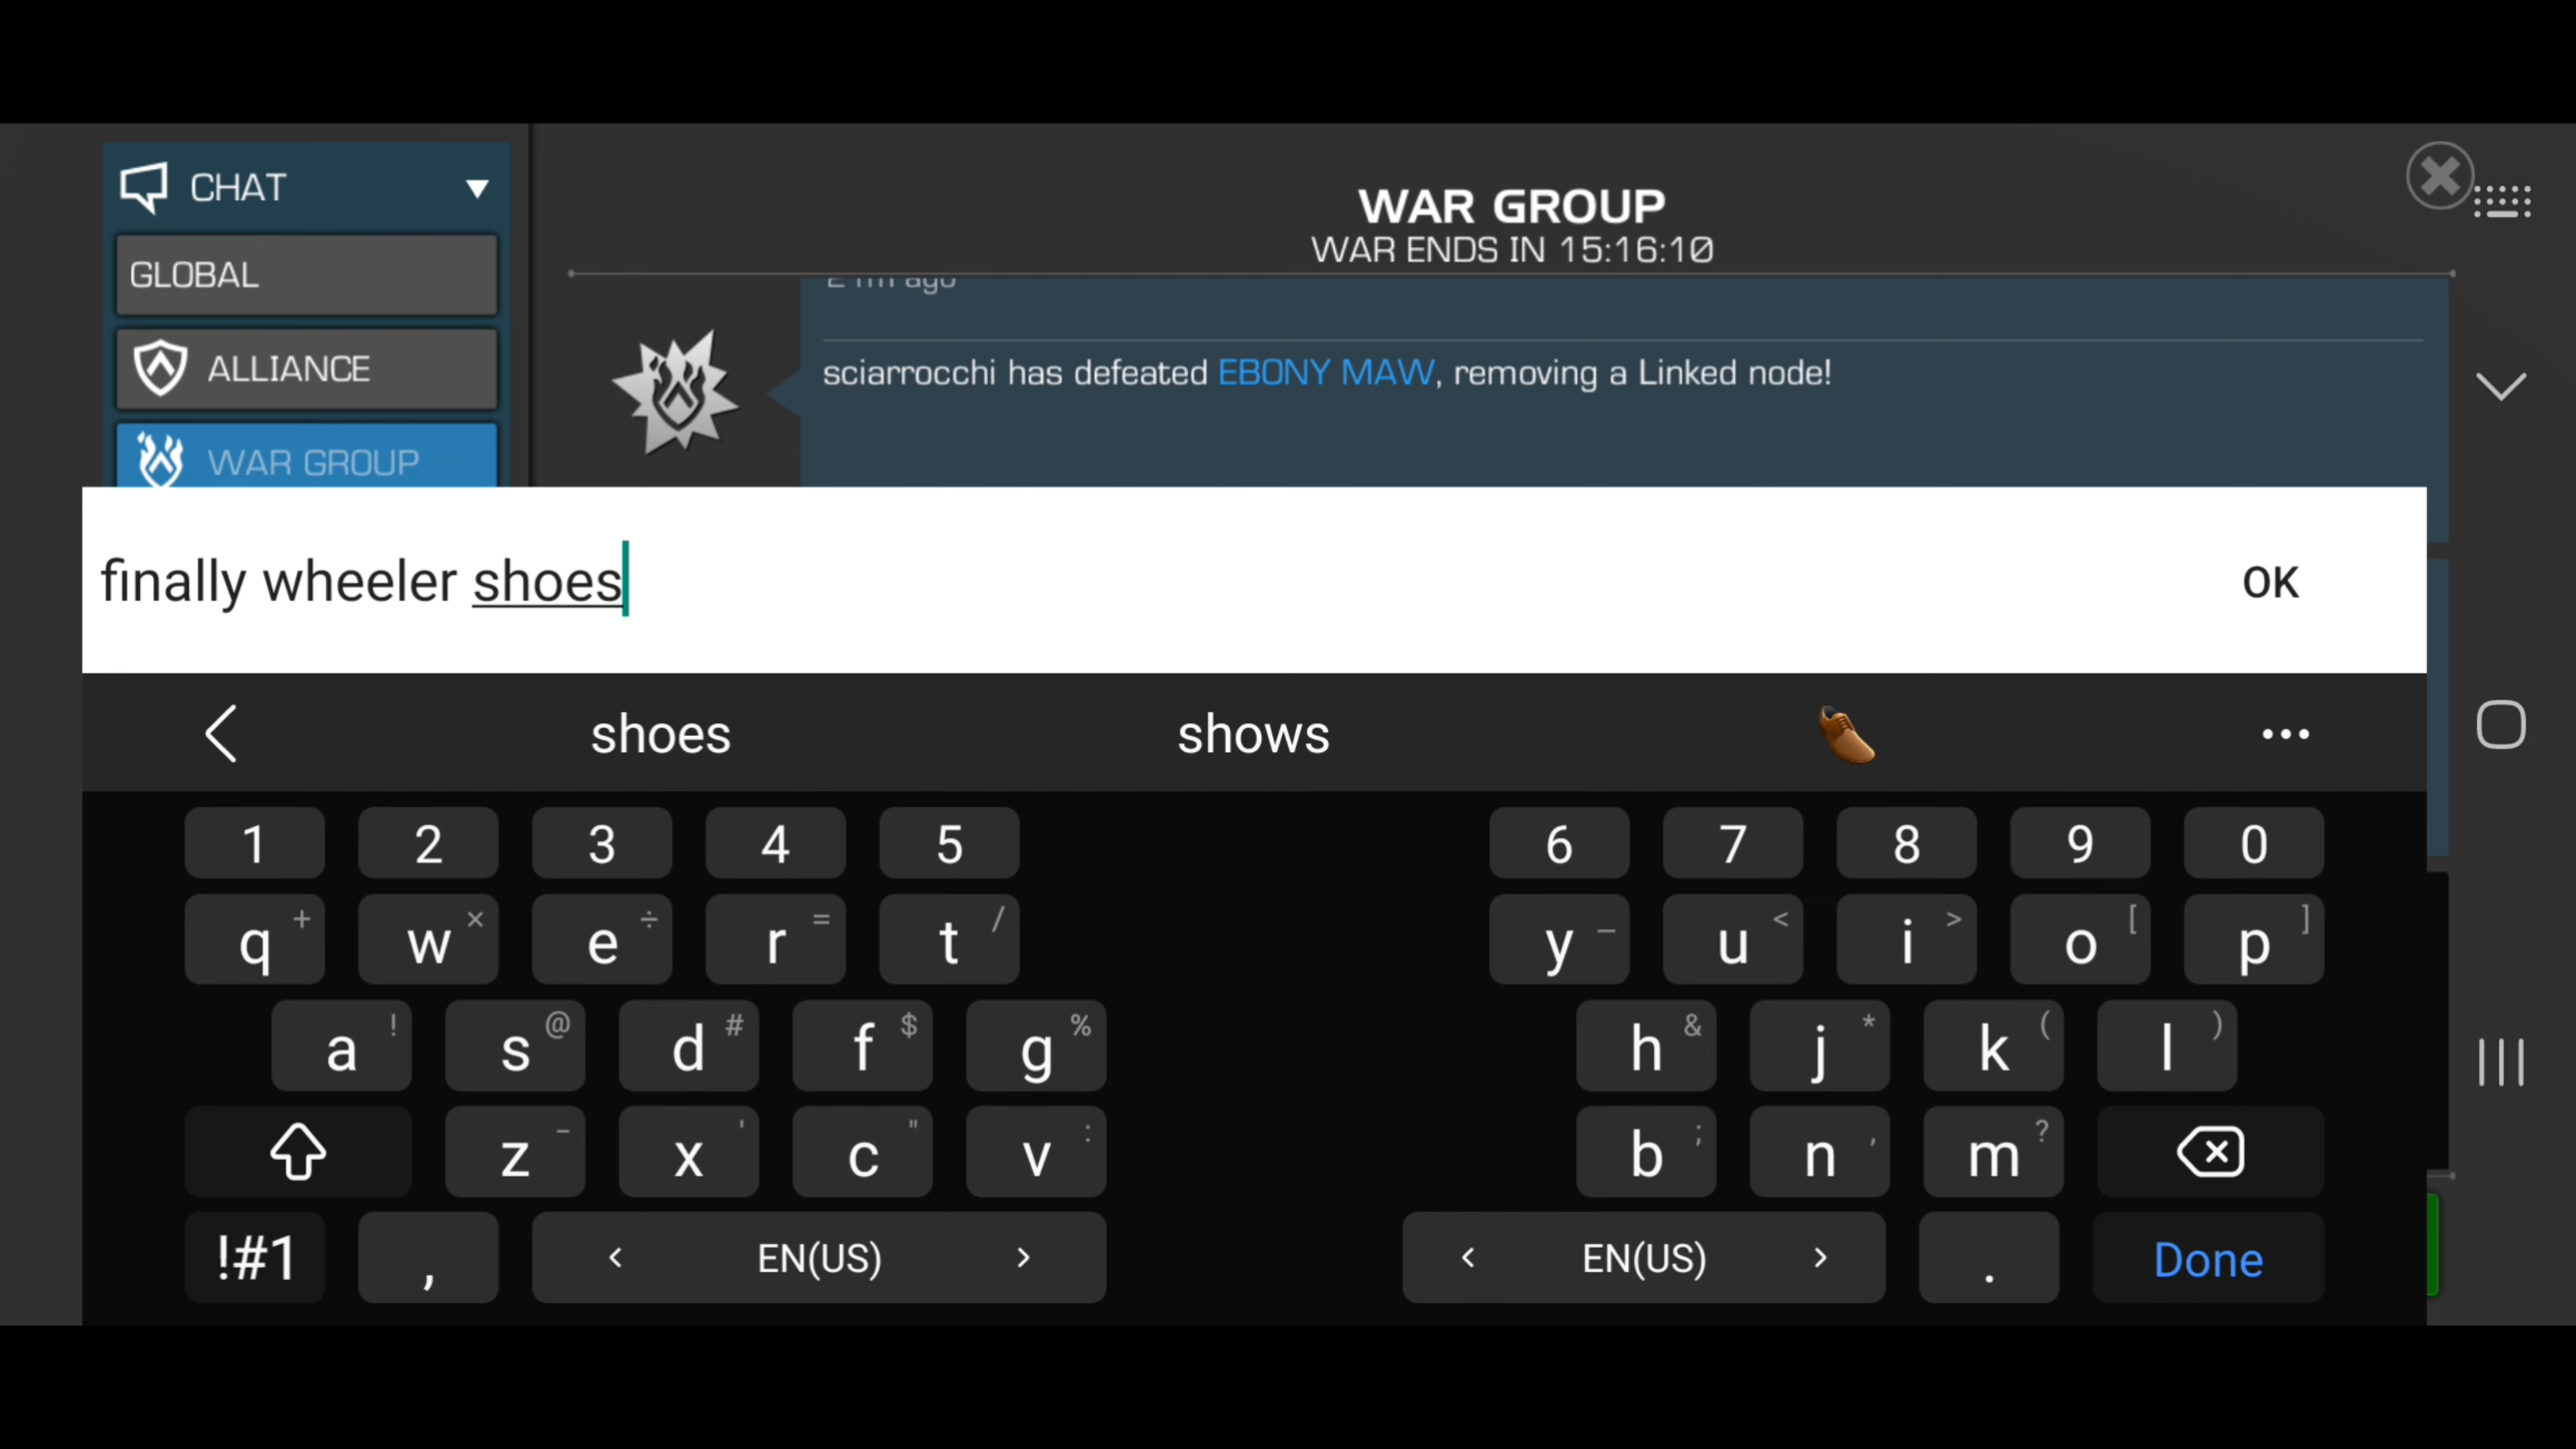 CHAT
GLOBAL
ALLIANCE
WAR GROUP
WAR GROUP
WAR ENDS IN 15:16:10
sciarrocchi has defeated EBONY MAW, removing a Linked node!
finally wheeler shoes
OK
shoes shows
1 2 3 4 5 6 7 8 9 0
q + w × e ÷ r = t / y _ u < i > o [ p ]
a ! s @ d # f $ g % h & j * k ( l )
z - x ' c " v : b ; n , m ?
!#1 , < EN(US) > < EN(US) > . Done